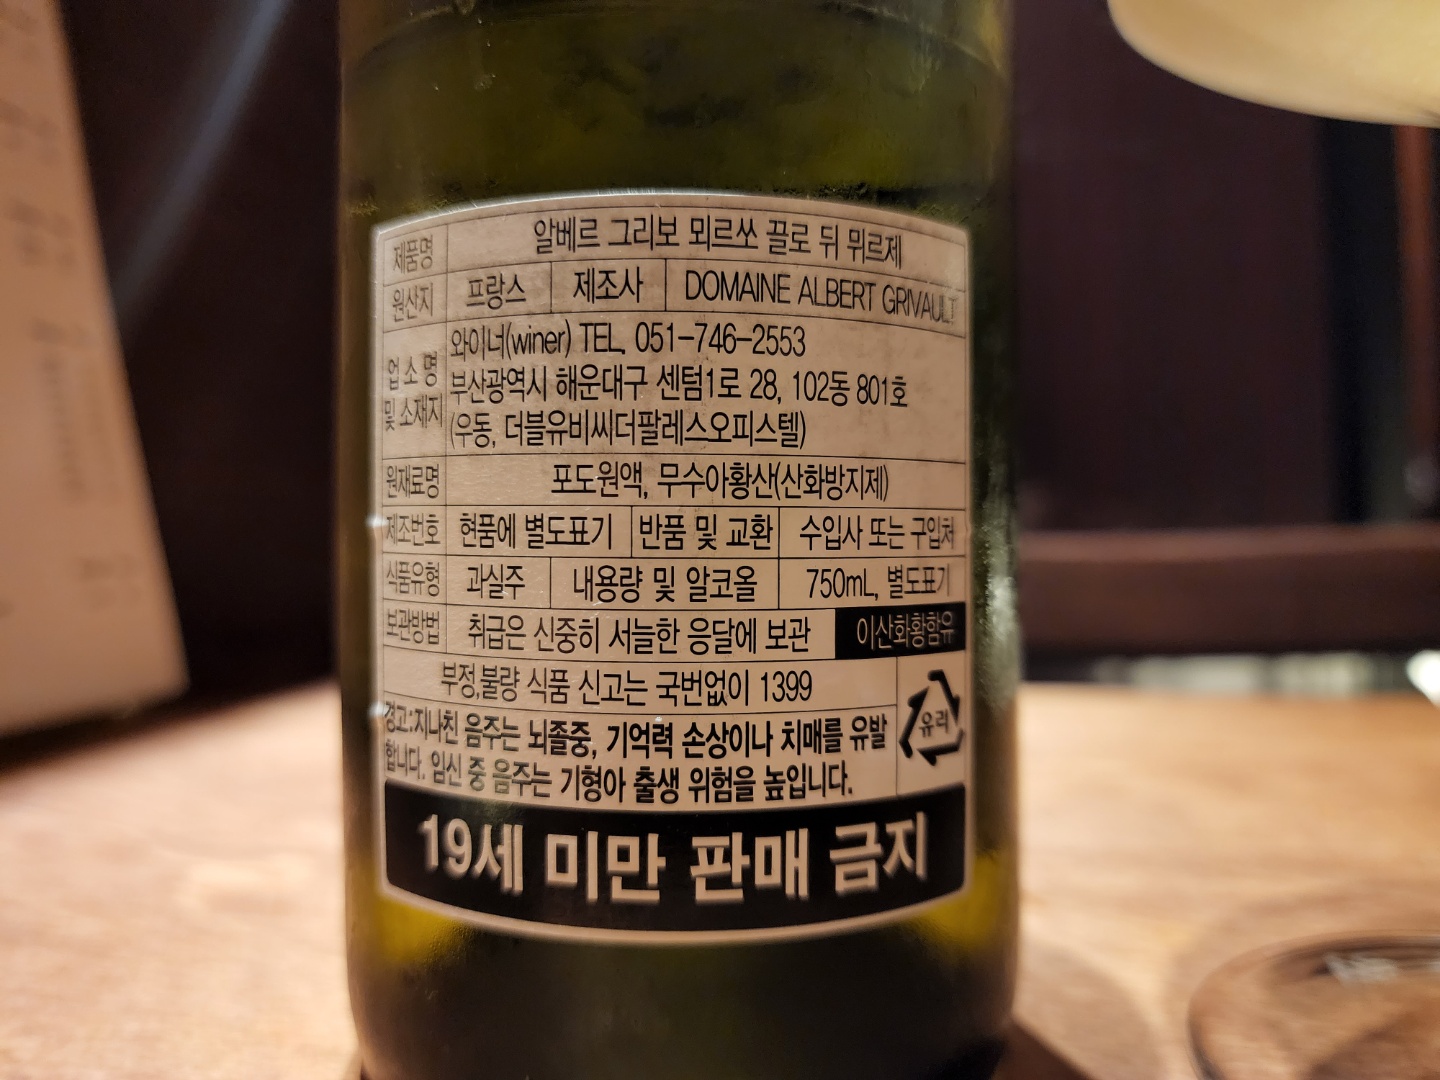 제품명 알베르 그리보 뫼르쏘 끌로 뒤 뮈르제
원산지 프랑스 제조사 DOMAINE ALBERT GRIVAULT
업소명 및 소재지
와이너(winer) TEL. 051-746-2553
부산광역시 해운대구 센텀1로 28, 102동 801호
(우동, 더블유비씨더팔레스오피스텔)
원재료명 포도원액, 무수아황산(산화방지제)
제조번호 현품에 별도표기 반품 및 교환 수입사 또는 구입처
식품유형 과실주 내용량 및 알코올 750mL, 별도표기
보관방법 취급은 신중히 서늘한 응달에 보관 이산화황함유
부정,불량 식품 신고는 국번없이 1399
경고:지나친 음주는 뇌졸중, 기억력 손상이나 치매를 유발
합니다. 임신 중 음주는 기형아 출생 위험을 높입니다.
유리
19세 미만 판매 금지